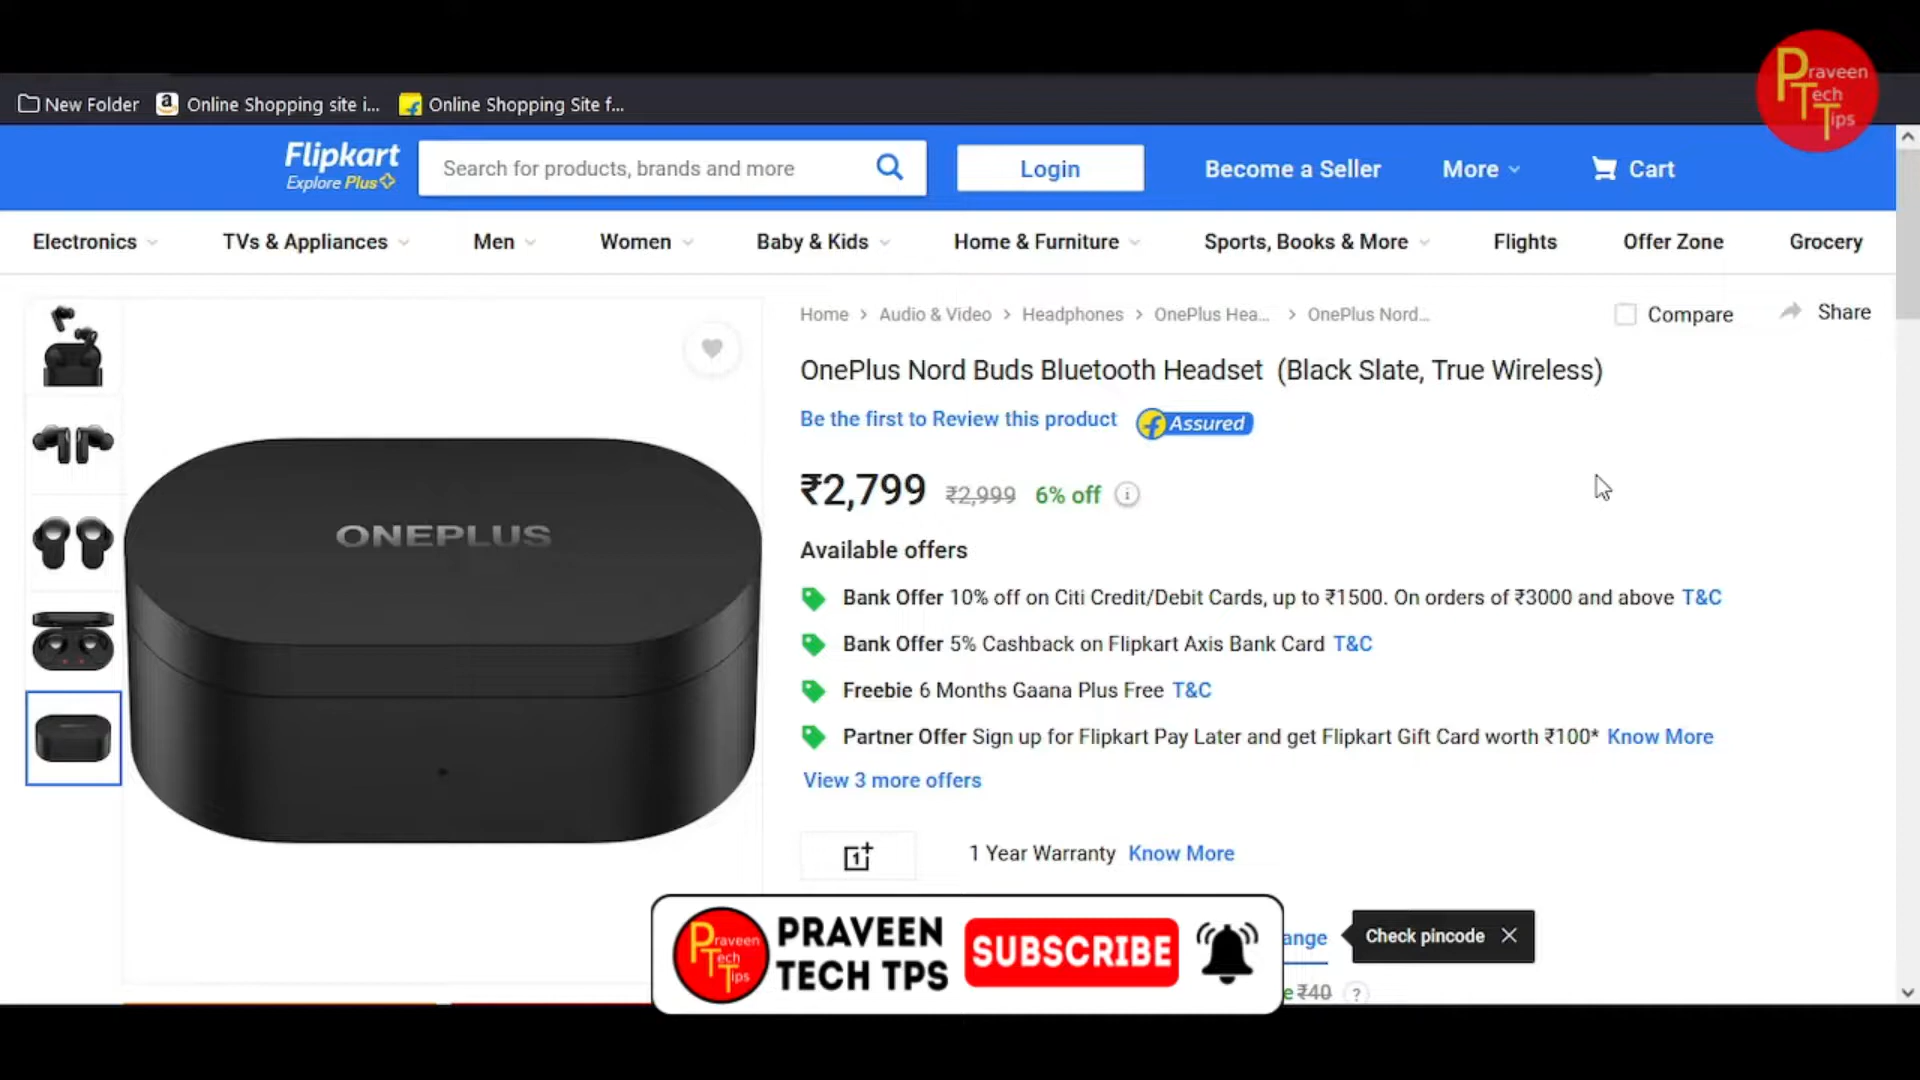 Praveen
Tech
Tips
New Folder
Online Shopping site i...
Online Shopping Site f...
Flipkart
Explore Plus
Search for products, brands and more
Login
Become a Seller
More
Cart
Electronics
TVs & Appliances
Men
Women
Baby & Kids
Home & Furniture
Sports, Books & More
Flights
Offer Zone
Grocery
Home > Audio & Video > Headphones > OnePlus Hea... > OnePlus Nord...
Compare
Share
OnePlus Nord Buds Bluetooth Headset (Black Slate, True Wireless)
Be the first to Review this product
Assured
ONEPLUS
₹2,799 ₹2,999 6% off
Available offers
Bank Offer 10% off on Citi Credit/Debit Cards, up to ₹1500. On orders of ₹3000 and above T&C
Bank Offer 5% Cashback on Flipkart Axis Bank Card T&C
Freebie 6 Months Gaana Plus Free T&C
Partner Offer Sign up for Flipkart Pay Later and get Flipkart Gift Card worth ₹100* Know More
View 3 more offers
1 Year Warranty Know More
Praveen
Tech
Tips
PRAVEEN
TECH TPS
SUBSCRIBE
ange
Check pincode
e ₹40 ?